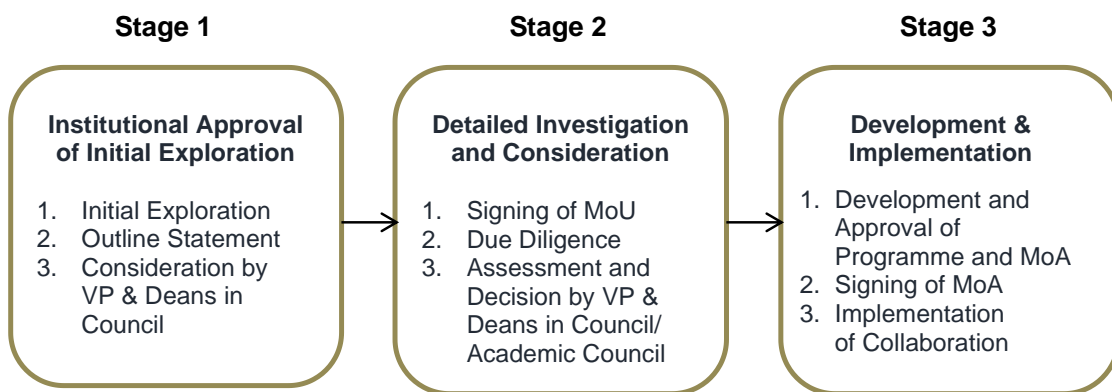 Stage 1
Stage 2
Stage 3
Institutional Approval
of Initial Exploration
1. Initial Exploration
2. Outline Statement
3. Consideration by
VP & Deans in
Council
Detailed Investigation
and Consideration
1. Signing of MoU
2. Due Diligence
3. Assessment and
Decision by VP &
Deans in Council/
Academic Council
Development &
Implementation
1. Development and
Approval of
Programme and MoA
2. Signing of MoA
3. Implementation
of Collaboration